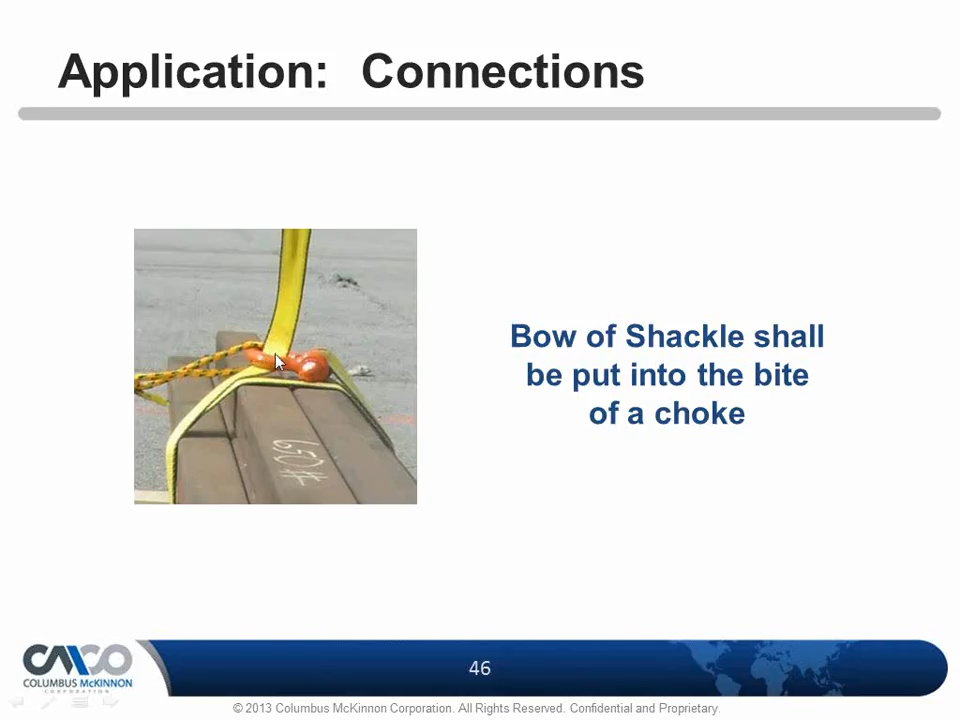 Application: Connections
650#
Bow of Shackle shall
be put into the bite
of a choke
CMCO
COLUMBUS McKINNON
CORPORATION
46
© 2013 Columbus McKinnon Corporation. All Rights Reserved. Confidential and Proprietary.